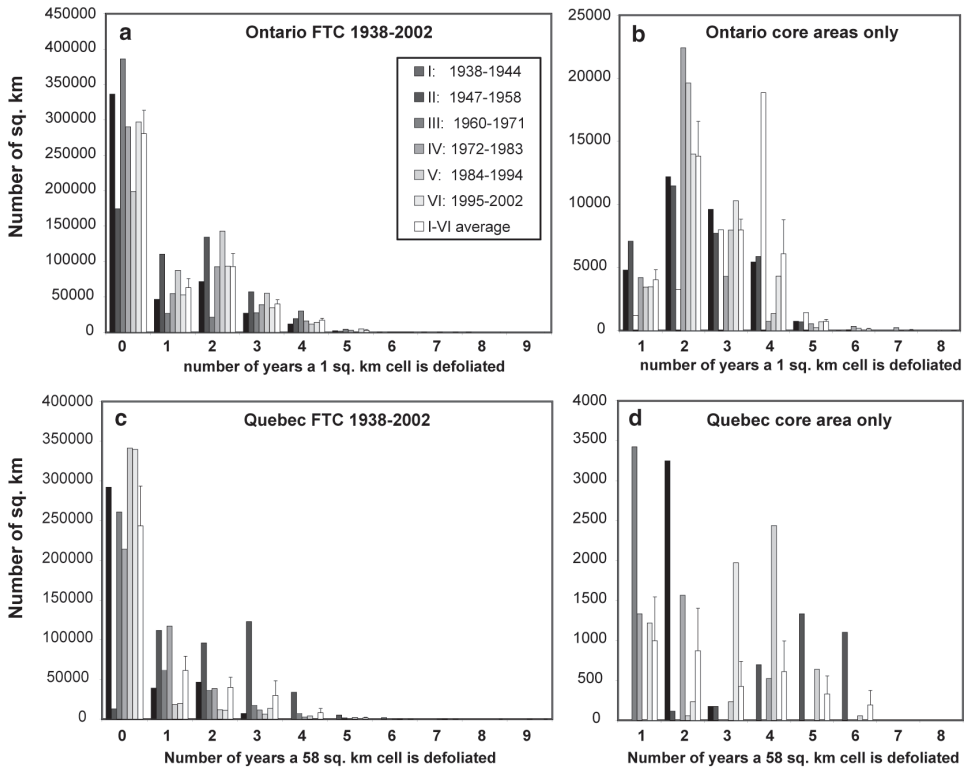 a
Ontario FTC 1938-2002
Number of sq. km
450000
400000
350000
300000
250000
200000
150000
100000
50000
0
I: 1938-1944
II: 1947-1958
III: 1960-1971
IV: 1972-1983
V: 1984-1994
VI: 1995-2002
I-VI average
0 1 2 3 4 5 6 7 8 9
number of years a 1 sq. km cell is defoliated
b
Ontario core areas only
25000
20000
15000
10000
5000
0
1 2 3 4 5 6 7 8
number of years a 1 sq. km cell is defoliated
c
Quebec FTC 1938-2002
Number of sq. km
400000
350000
300000
250000
200000
150000
100000
50000
0
0 1 2 3 4 5 6 7 8 9
Number of years a 58 sq. km cell is defoliated
d
Quebec core area only
4000
3500
3000
2500
2000
1500
1000
500
0
1 2 3 4 5 6 7 8
Number of years a 58 sq. km cell is defoliated